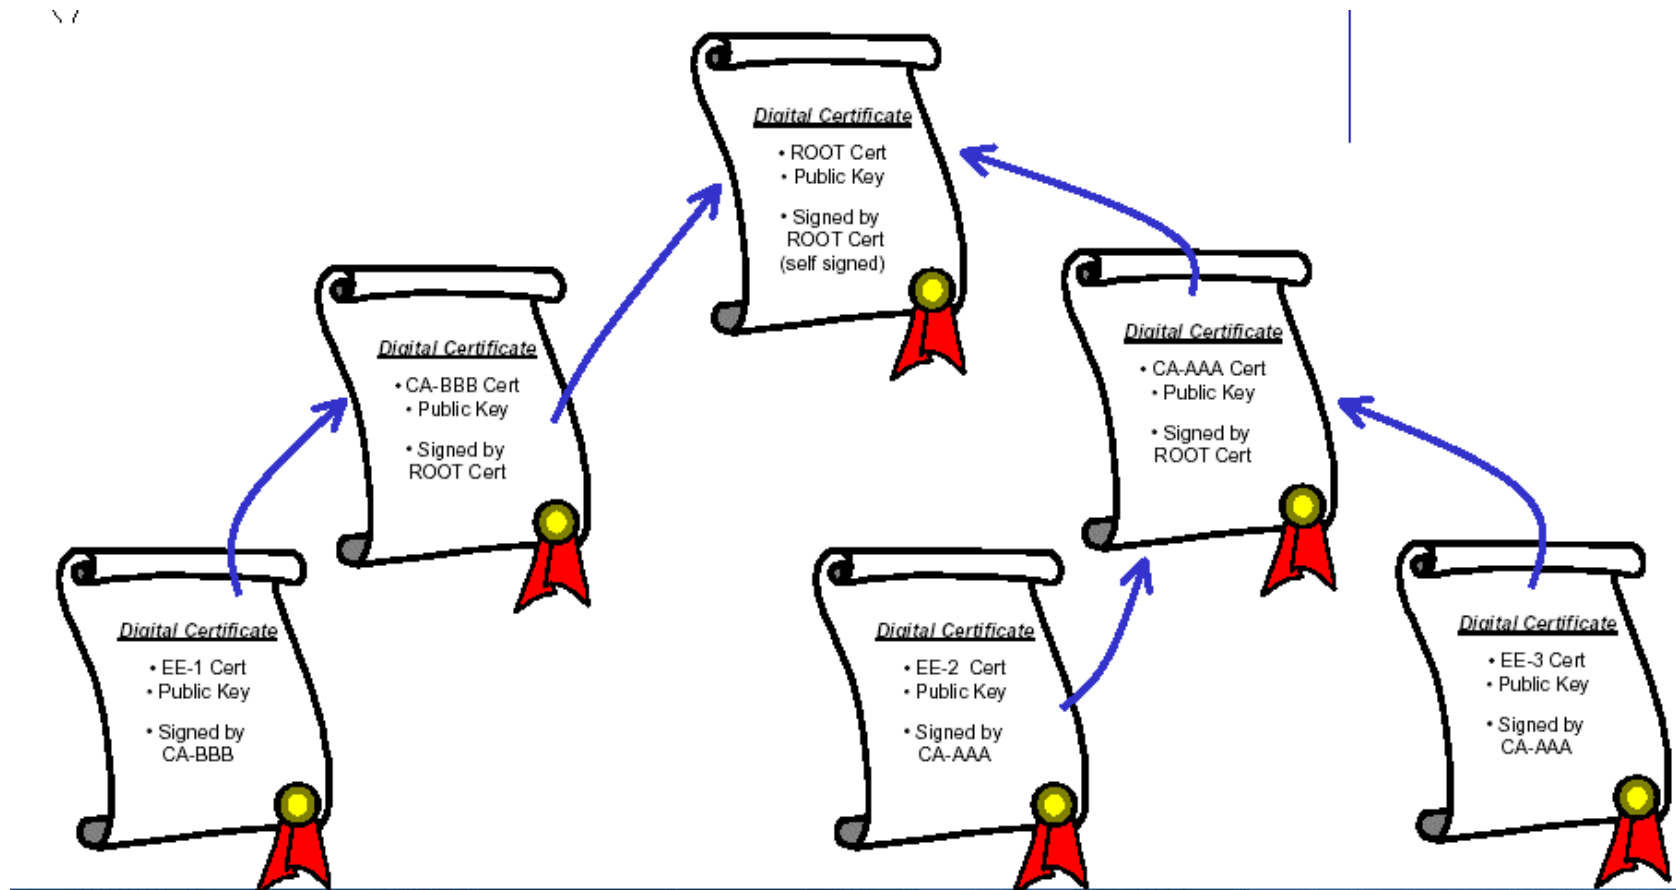 Digital Certificate
• ROOT Cert
• Public Key
• Signed by
ROOT Cert
(self signed)
Digital Certificate
• CA-BBB Cert
• Public Key
• Signed by
ROOT Cert
Digital Certificate
• CA-AAA Cert
• Public Key
• Signed by
ROOT Cert
Digital Certificate
• EE-1 Cert
• Public Key
• Signed by
CA-BBB
Digital Certificate
• EE-2 Cert
• Public Key
• Signed by
CA-AAA
Digital Certificate
• EE-3 Cert
• Public Key
• Signed by
CA-AAA